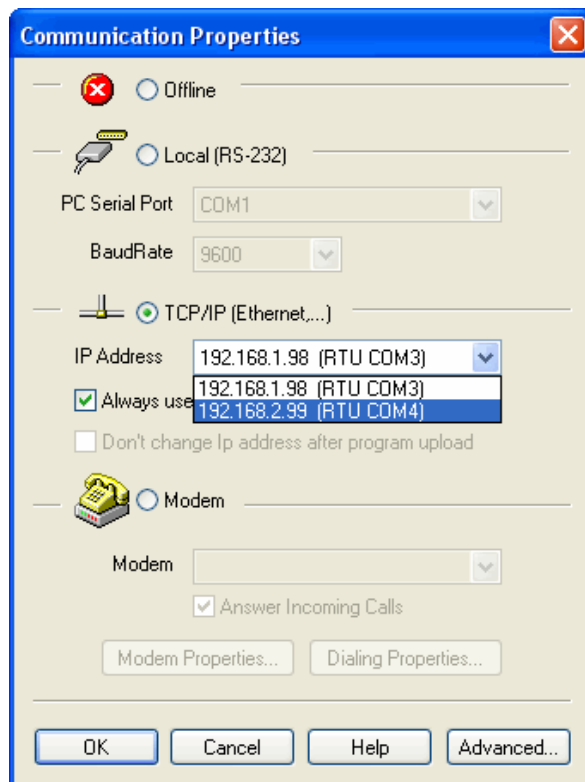 Communication Properties
Offline
Local (RS-232)
PC Serial Port COM1
BaudRate 9600
TCP/IP (Ethernet,...)
IP Address 192.168.1.98 (RTU COM3)
192.168.1.98 (RTU COM3)
Always use 192.168.2.99 (RTU COM4)
Don't change Ip address after program upload
Modem
Modem
Answer Incoming Calls
Modem Properties... Dialing Properties...
OK Cancel Help Advanced...